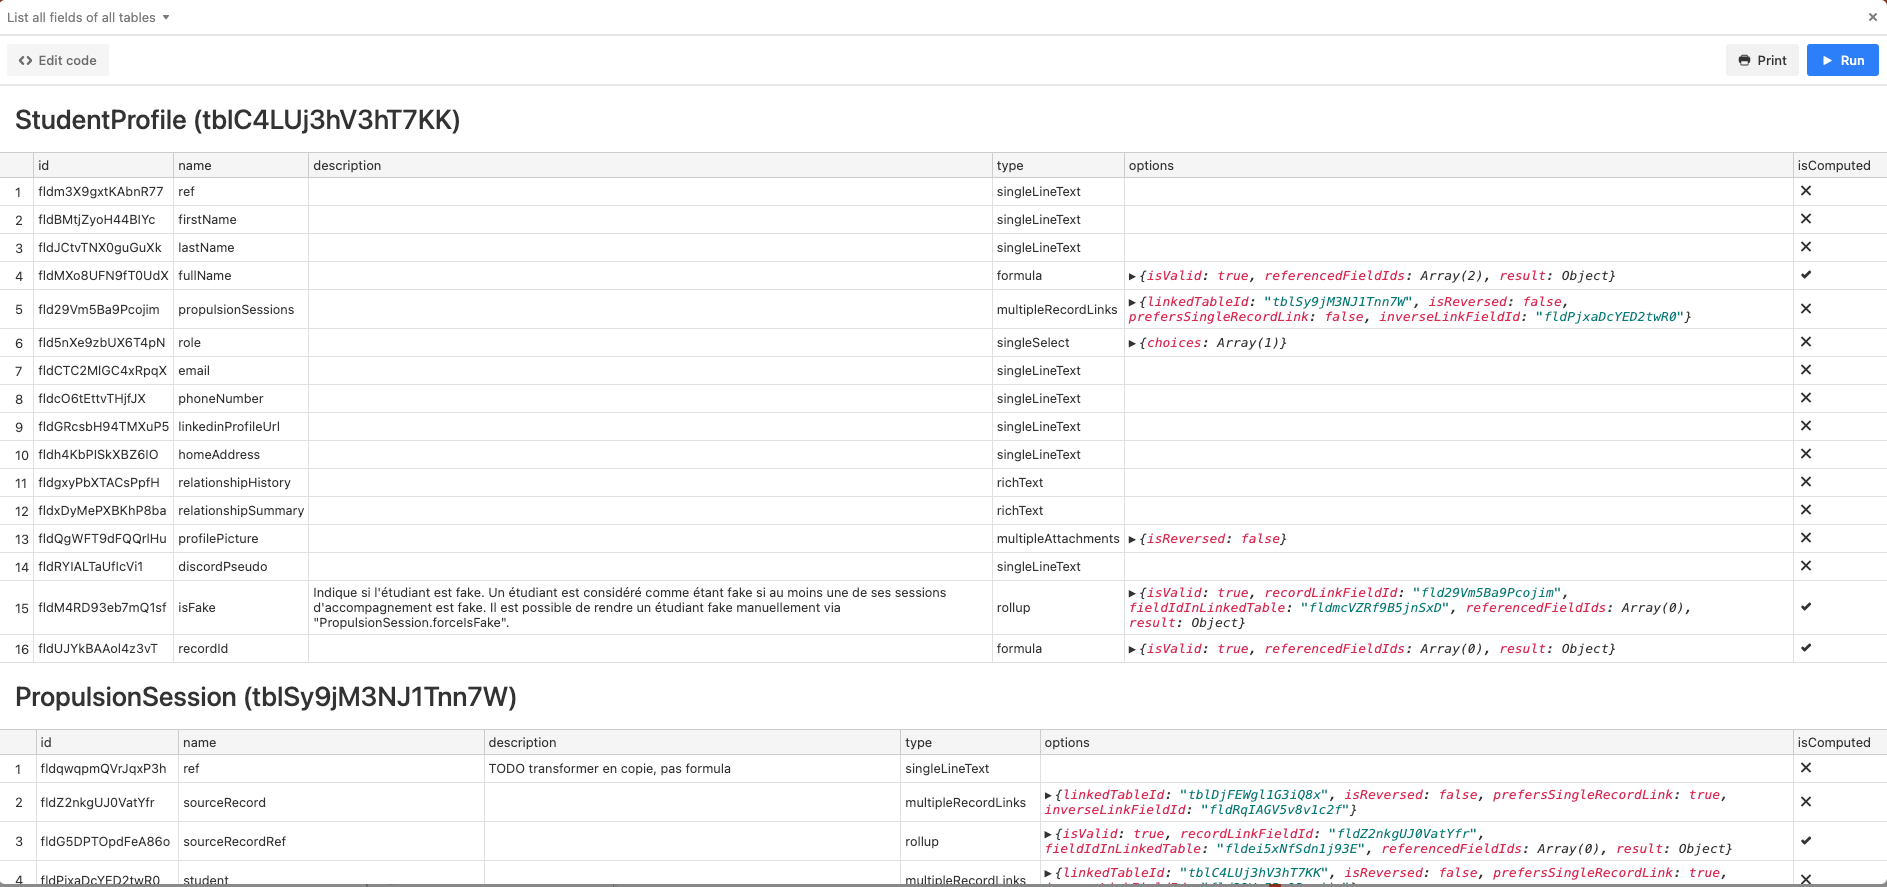 List all fields of all tables
Edit code
Print
Run
StudentProfile (tblC4LUj3hV3hT7KK)
id name description type options isComputed
1 fldm3X9gxtKAbnR77 ref singleLineText
2 fldBMtjZyoH44BIYc firstName singleLineText
3 fldJCtvTNX0guGuXk lastName singleLineText
4 fldMXo8UFN9fT0UdX fullName formula ▶{isValid: true, referencedFieldIds: Array(2), result: Object}
5 fld29Vm5Ba9Pcojim propulsionSessions multipleRecordLinks ▶{linkedTableId: "tblSy9jM3NJ1Tnn7W", isReversed: false,
prefersSingleRecordLink: false, inverseLinkFieldId: "fldPjxaDcYED2twR0"}
6 fld5nXe9zbUX6T4pN role singleSelect ▶{choices: Array(1)}
7 fldCTC2MlGC4xRpqX email singleLineText
8 fldcO6tEttvTHjfJX phoneNumber singleLineText
9 fldGRcsbH94TMXuP5 linkedinProfileUrl singleLineText
10 fldh4KbPlSkXBZ6lO homeAddress singleLineText
11 fldgxyPbXTACsPpfH relationshipHistory richText
12 fldxDyMePXBKhP8ba relationshipSummary richText
13 fldQgWFT9dFQQrlHu profilePicture multipleAttachments ▶{isReversed: false}
14 fldRYlALTaUflcVi1 discordPseudo singleLineText
15 fldM4RD93eb7mQ1sf isFake Indique si l'étudiant est fake. Un étudiant est considéré comme étant fake si au moins une de ses sessions
d'accompagnement est fake. Il est possible de rendre un étudiant fake manuellement via
"PropulsionSession.forceIsFake". rollup ▶{isValid: true, recordLinkFieldId: "fld29Vm5Ba9Pcojim",
fieldIdInLinkedTable: "fldmcVZRf9B5jnSxD", referencedFieldIds: Array(0),
result: Object}
16 fldUJYkBAAol4z3vT recordId formula ▶{isValid: true, referencedFieldIds: Array(0), result: Object}
PropulsionSession (tblSy9jM3NJ1Tnn7W)
id name description type options isComputed
1 fldqwqpmQVrJqxP3h ref TODO transformer en copie, pas formula singleLineText
2 fldZ2nkgUJ0VatYfr sourceRecord multipleRecordLinks ▶{linkedTableId: "tblDjFEWgl1G3iQ8x", isReversed: false, prefersSingleRecordLink: true,
inverseLinkFieldId: "fldRqIAGV5v8v1c2f"}
3 fldG5DPTOpdFeA86o sourceRecordRef rollup ▶{isValid: true, recordLinkFieldId: "fldZ2nkgUJ0VatYfr",
fieldIdInLinkedTable: "fldei5xNfSdn1j93E", referencedFieldIds: Array(0), result: Object}
4 fldPjxaDcYED2twR0 student multipleRecordLinks ▶{linkedTableId: "tblC4LUj3hV3hT7KK", isReversed: false, prefersSingleRecordLink: true,